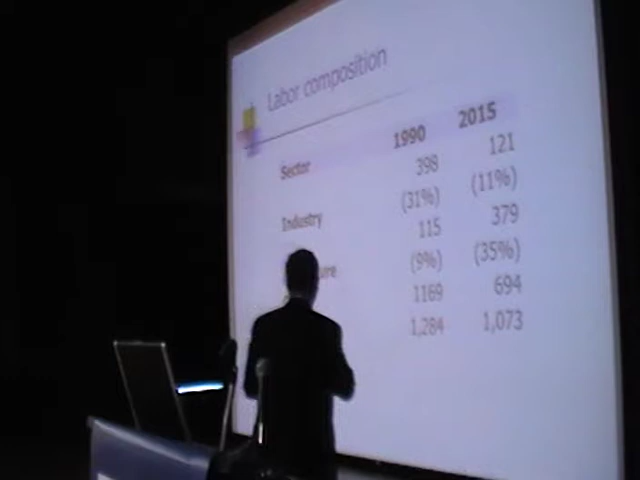 Labor composition
1990 2015
Sector 398 121
(31%) (11%)
Industry 115 379
(9%) (35%)
1169 694
1,284 1,073